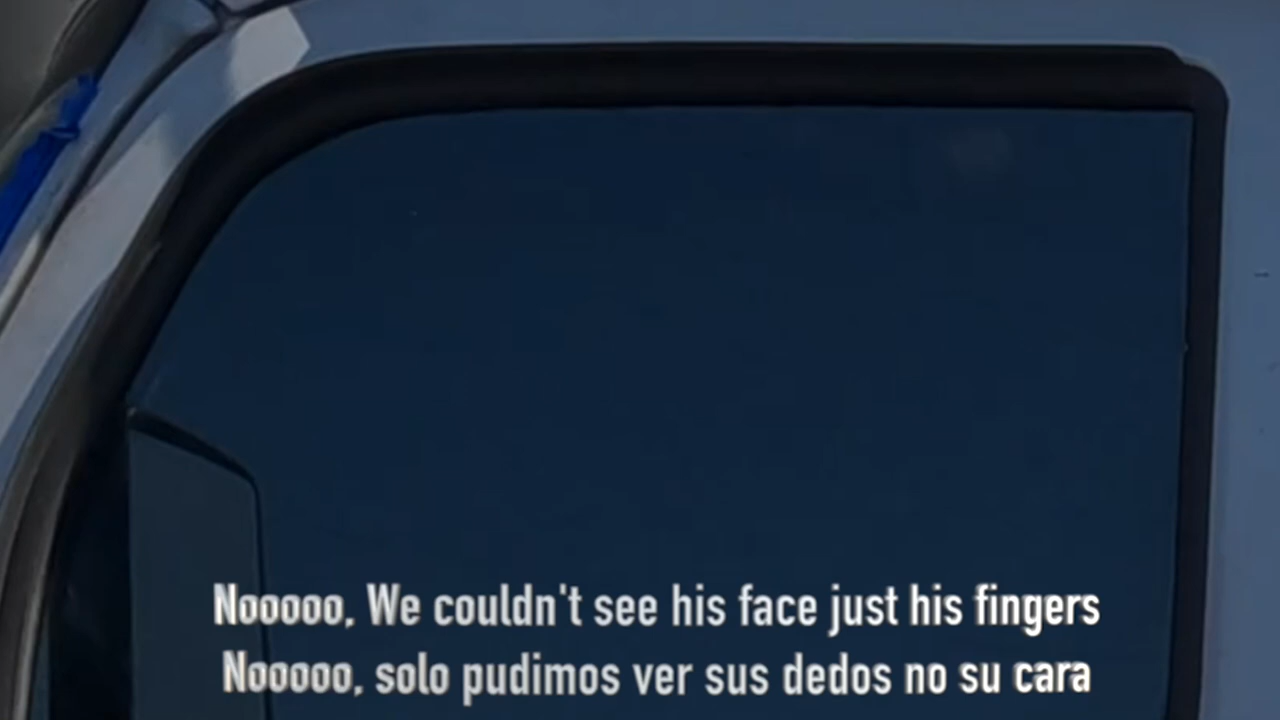 Nooooo, We couldn't see his face just his fingers
Nooooo, solo pudimos ver sus dedos no su cara